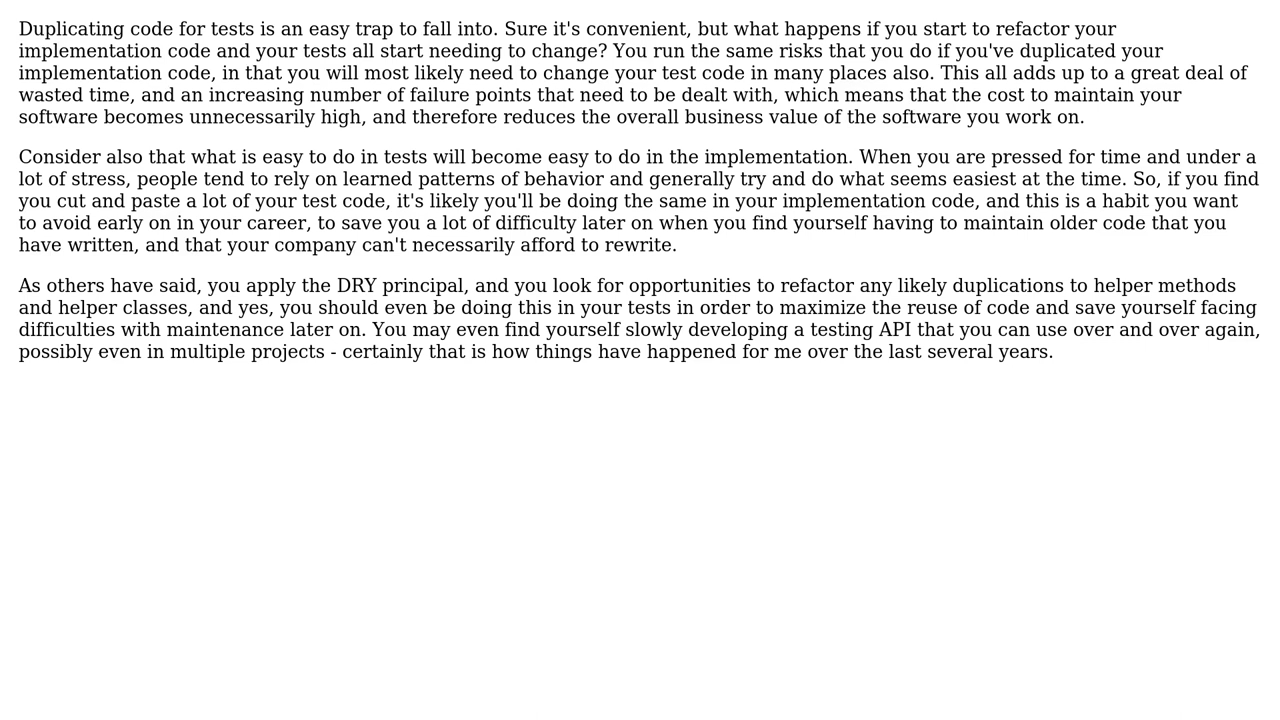 Duplicating code for tests is an easy trap to fall into. Sure it's convenient, but what happens if you start to refactor your
implementation code and your tests all start needing to change? You run the same risks that you do if you've duplicated your
implementation code, in that you will most likely need to change your test code in many places also. This all adds up to a great deal of
wasted time, and an increasing number of failure points that need to be dealt with, which means that the cost to maintain your
software becomes unnecessarily high, and therefore reduces the overall business value of the software you work on.
Consider also that what is easy to do in tests will become easy to do in the implementation. When you are pressed for time and under a
lot of stress, people tend to rely on learned patterns of behavior and generally try and do what seems easiest at the time. So, if you find
you cut and paste a lot of your test code, it's likely you'll be doing the same in your implementation code, and this is a habit you want
to avoid early on in your career, to save you a lot of difficulty later on when you find yourself having to maintain older code that you
have written, and that your company can't necessarily afford to rewrite.
As others have said, you apply the DRY principal, and you look for opportunities to refactor any likely duplications to helper methods
and helper classes, and yes, you should even be doing this in your tests in order to maximize the reuse of code and save yourself facing
difficulties with maintenance later on. You may even find yourself slowly developing a testing API that you can use over and over again,
possibly even in multiple projects - certainly that is how things have happened for me over the last several years.